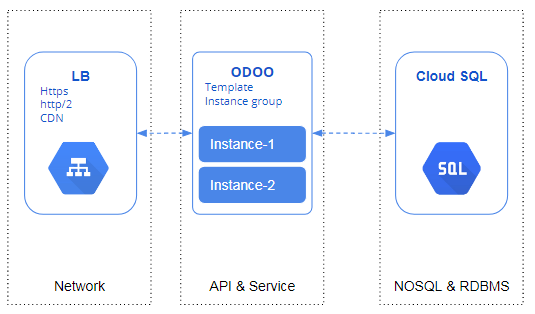 LB
Https
http/2
CDN
Network
ODOO
Template
Instance group
Instance-1
Instance-2
API & Service
Cloud SQL
SQL
NOSQL & RDBMS